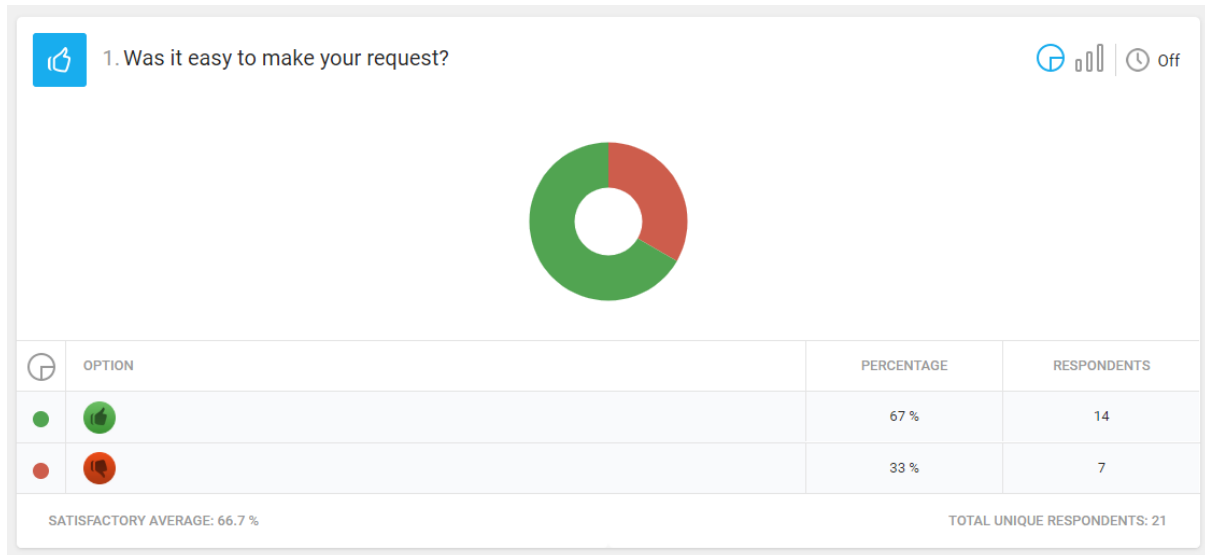 1. Was it easy to make your request?
Off
OPTION PERCENTAGE RESPONDENTS
67 % 14
33 % 7
SATISFACTORY AVERAGE: 66.7 % TOTAL UNIQUE RESPONDENTS: 21